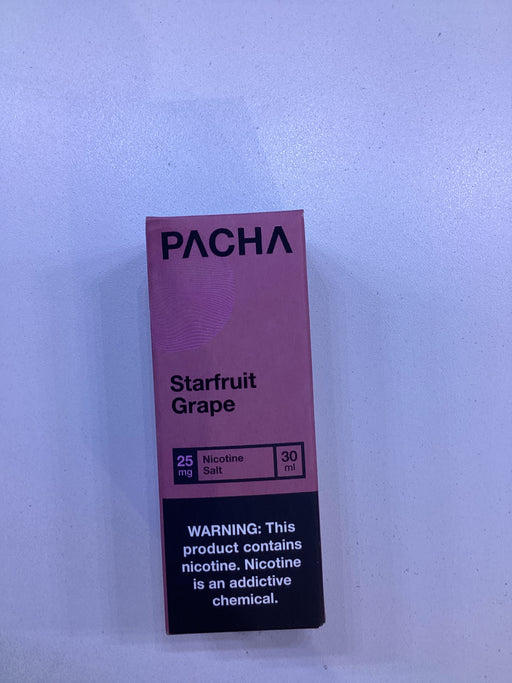 PACHA
Starfruit
Grape
25
mg
Nicotine
Salt
30
ml
WARNING: This
product contains
nicotine. Nicotine
is an addictive
chemical.